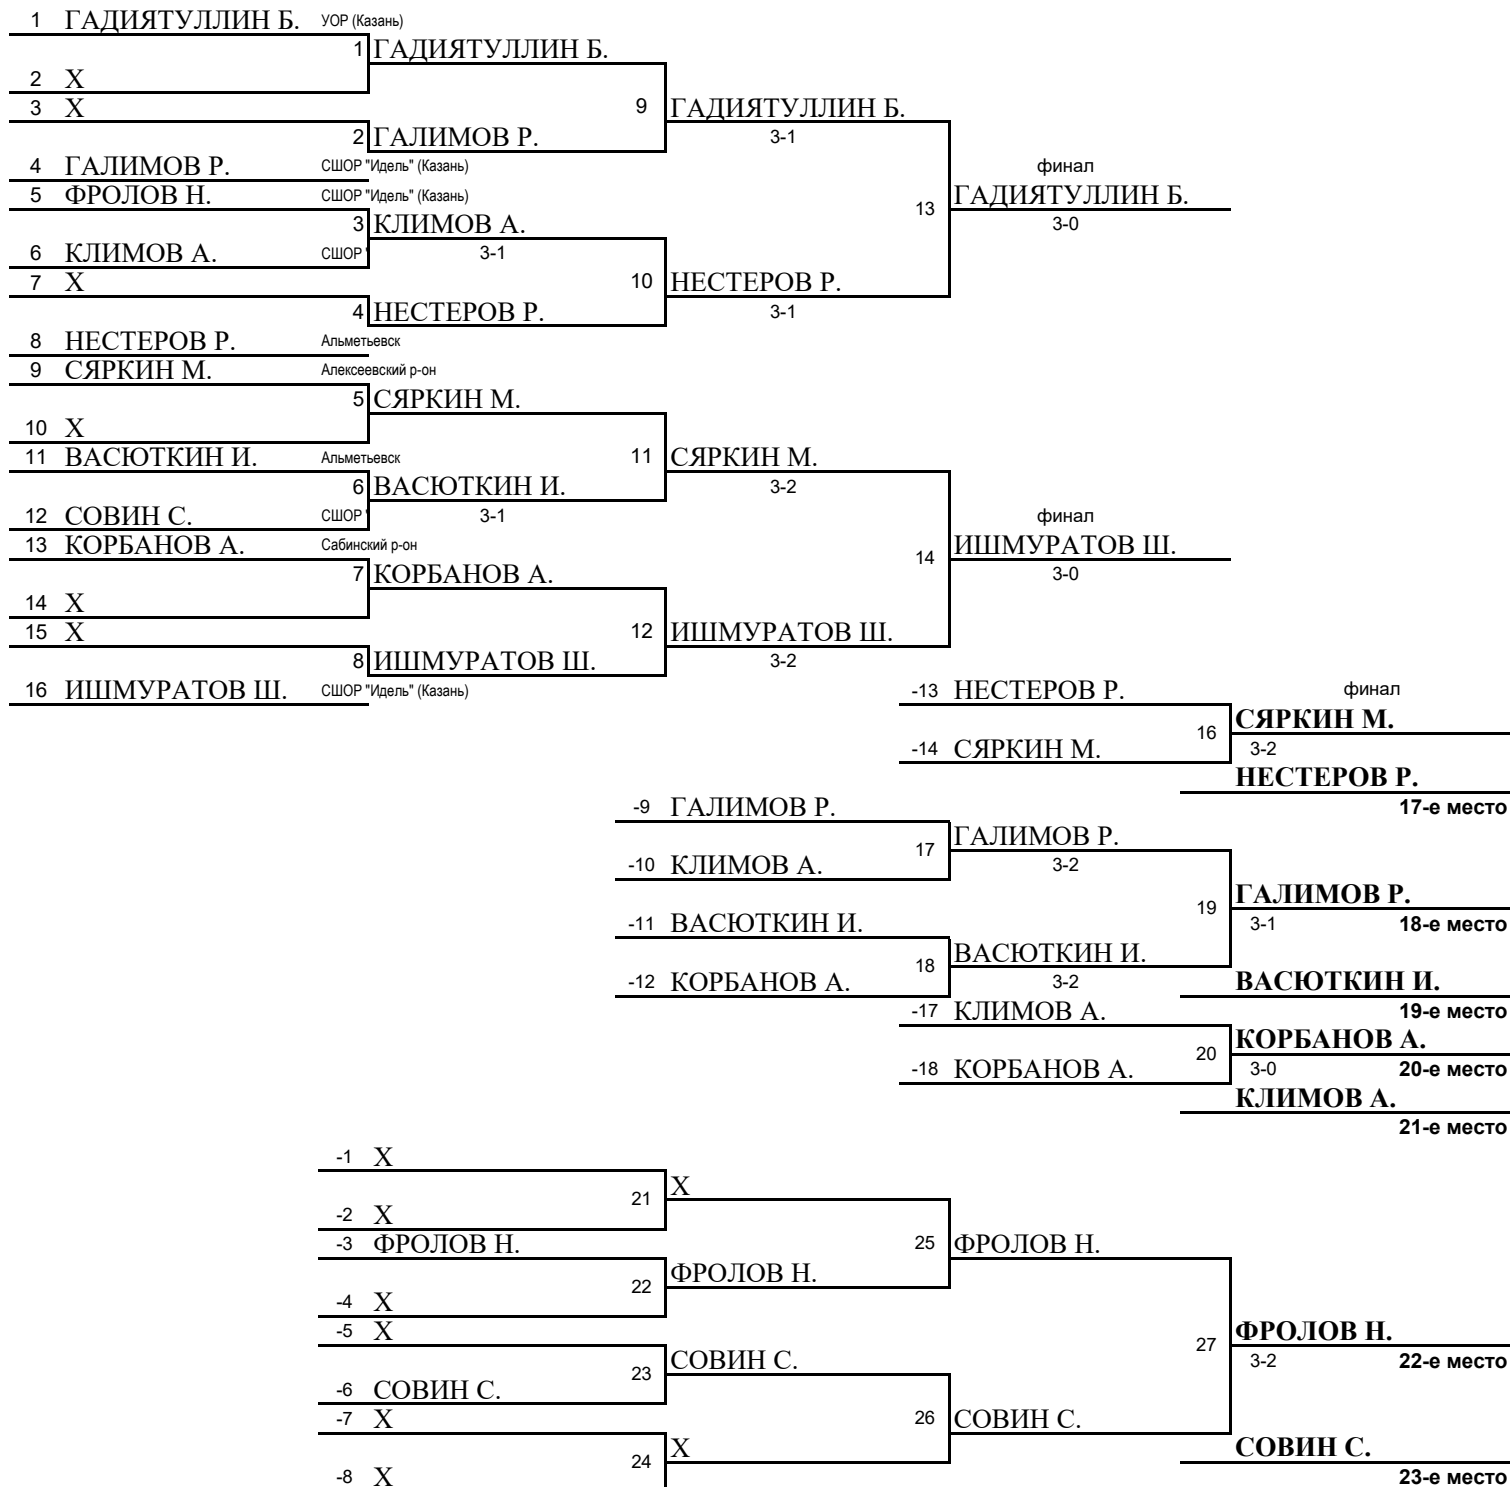 1 ГАДИЯТУЛЛИН Б. УОР (Казань)
1 ГАДИЯТУЛЛИН Б.
2 X
3 X
9 ГАДИЯТУЛЛИН Б.
3-1
2 ГАЛИМОВ Р.
4 ГАЛИМОВ Р. СШОР "Идель" (Казань)
финал
5 ФРОЛОВ Н. СШОР "Идель" (Казань)
13 ГАДИЯТУЛЛИН Б.
3-0
3 КЛИМОВ А.
3-1
6 КЛИМОВ А. СШОР "
7 X
10 НЕСТЕРОВ Р.
3-1
4 НЕСТЕРОВ Р.
8 НЕСТЕРОВ Р. Альметьевск
9 СЯРКИН М. Алексеевский р-он
5 СЯРКИН М.
10 X
11 ВАСЮТКИН И. Альметьевск
11 СЯРКИН М.
3-2
6 ВАСЮТКИН И.
3-1
12 СОВИН С. СШОР "
финал
13 КОРБАНОВ А. Сабинский р-он
14 ИШМУРАТОВ Ш.
3-0
7 КОРБАНОВ А.
14 X
15 X
12 ИШМУРАТОВ Ш.
3-2
8 ИШМУРАТОВ Ш.
16 ИШМУРАТОВ Ш. СШОР "Идель" (Казань)
-13 НЕСТЕРОВ Р.
финал
16 СЯРКИН М.
3-2
-14 СЯРКИН М.
НЕСТЕРОВ Р.
17-е место
-9 ГАЛИМОВ Р.
17 ГАЛИМОВ Р.
3-2
-10 КЛИМОВ А.
19 ГАЛИМОВ Р.
3-1 18-е место
-11 ВАСЮТКИН И.
18 ВАСЮТКИН И.
3-2
-12 КОРБАНОВ А.
ВАСЮТКИН И.
19-е место
-17 КЛИМОВ А.
20 КОРБАНОВ А.
3-0 20-е место
-18 КОРБАНОВ А.
КЛИМОВ А.
21-е место
-1 X
21 X
-2 X
-3 ФРОЛОВ Н.
25 ФРОЛОВ Н.
22 ФРОЛОВ Н.
-4 X
-5 X
27 ФРОЛОВ Н.
3-2 22-е место
23 СОВИН С.
-6 СОВИН С.
-7 X
26 СОВИН С.
24 X
СОВИН С.
-8 X
23-е место